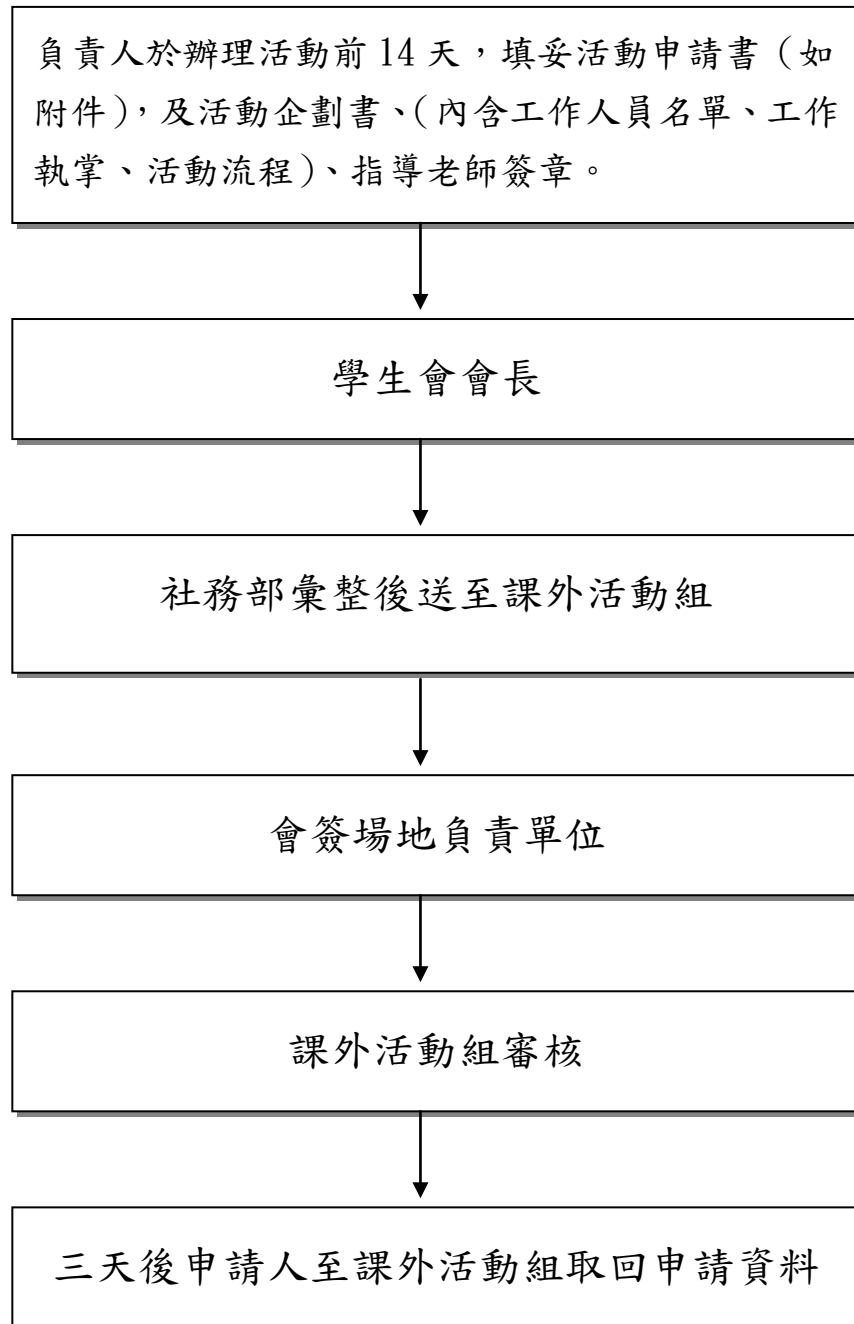 負責人於辦理活動前 14 天，填妥活動申請書（如
附件），及活動企劃書、（內含工作人員名單、工作
執掌、活動流程）、指導老師簽章。
學生會會長
社務部彙整後送至課外活動組
會簽場地負責單位
課外活動組審核
三天後申請人至課外活動組取回申請資料